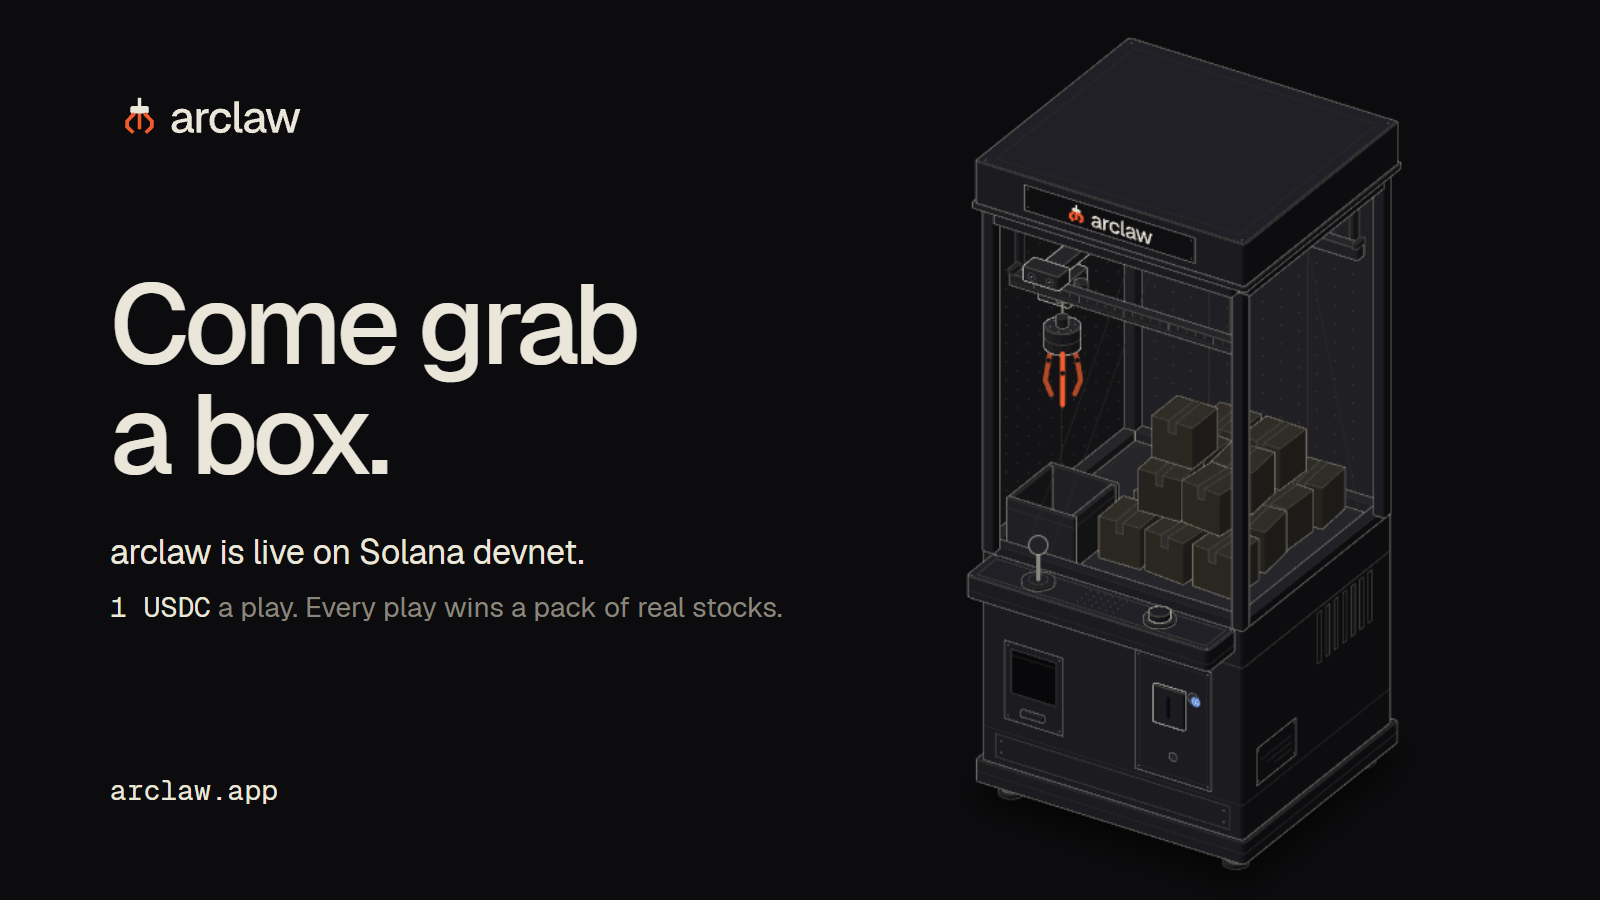 arclaw
Come grab
a box.
arclaw is live on Solana devnet.
1 USDC a play. Every play wins a pack of real stocks.
arclaw.app
arclaw